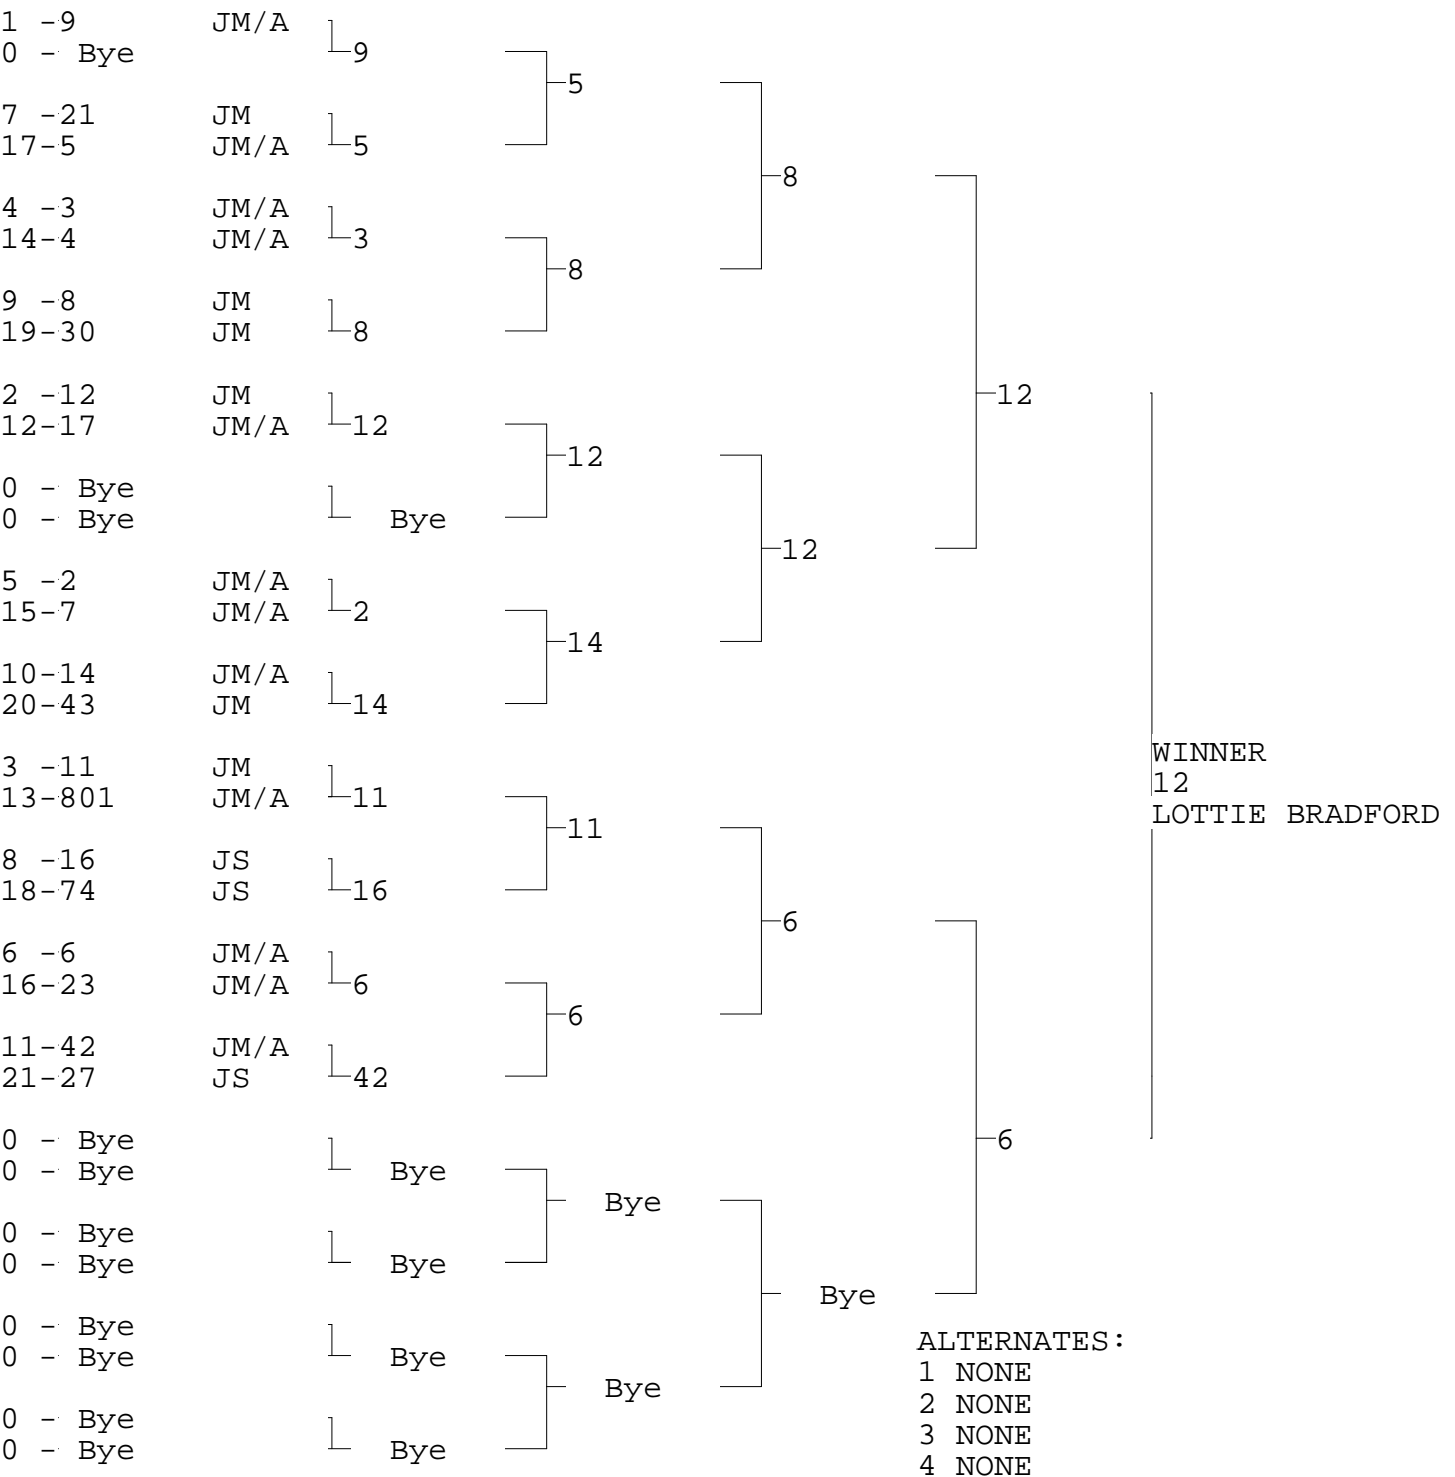 1 -9 JM/A
0 - Bye
9
5
7 -21 JM
17-5 JM/A
5
8
4 -3 JM/A
14-4 JM/A
3
8
9 -8 JM
19-30 JM
8
2 -12 JM
12-17 JM/A
12
12
12
0 - Bye
0 - Bye
Bye
12
5 -2 JM/A
15-7 JM/A
2
14
10-14 JM/A
20-43 JM
14
3 -11 JM
13-801 JM/A
11
11
WINNER
12
LOTTIE BRADFORD
8 -16 JS
18-74 JS
16
6
6 -6 JM/A
16-23 JM/A
6
6
11-42 JM/A
21-27 JS
42
0 - Bye
0 - Bye
Bye
6
Bye
0 - Bye
0 - Bye
Bye
Bye
0 - Bye
0 - Bye
Bye
Bye
0 - Bye
0 - Bye
Bye
ALTERNATES:
1 NONE
2 NONE
3 NONE
4 NONE